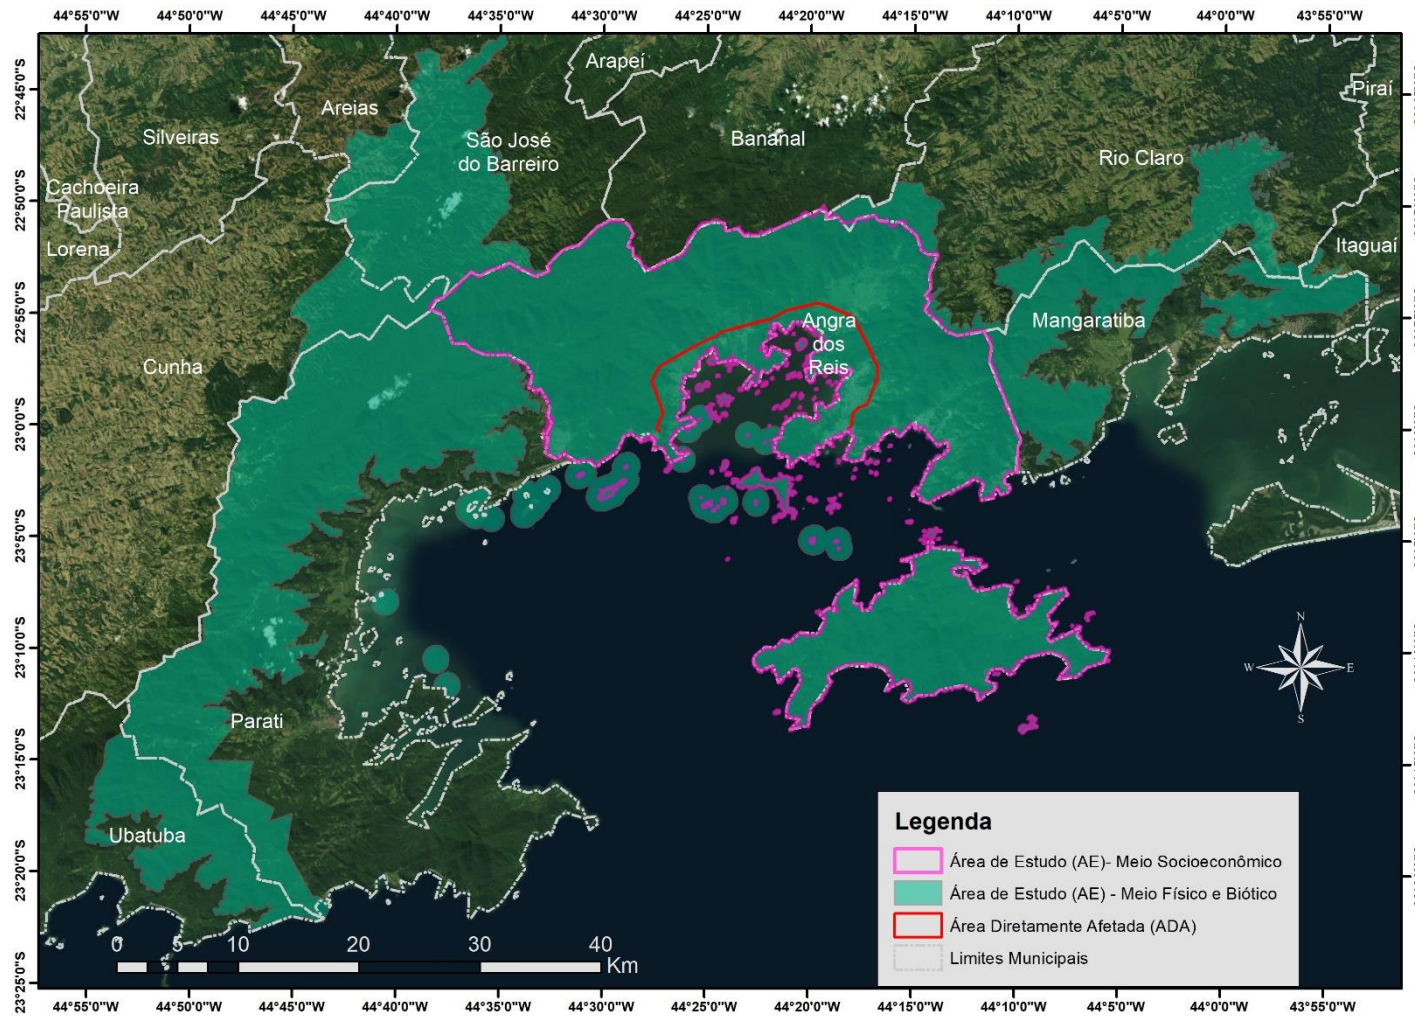 44°55'0"W 44°50'0"W 44°45'0"W 44°40'0"W 44°35'0"W 44°30'0"W 44°25'0"W 44°20'0"W 44°15'0"W 44°10'0"W 44°5'0"W 44°0'0"W 43°55'0"W
22°45'0"S
22°50'0"S
22°55'0"S
23°0'0"S
23°5'0"S
23°10'0"S
23°15'0"S
23°20'0"S
23°25'0"S
Arapeí
Piraí
Areias
Silveiras
São José
do Barreiro
Bananal
Rio Claro
Cachoeira
Paulista
Lorena
Itaguaí
Angra
dos
Reis
Mangaratiba
Cunha
Parati
Ubatuba
N
W E
S
Legenda
Área de Estudo (AE)- Meio Socioeconômico
Área de Estudo (AE) - Meio Físico e Biótico
Área Diretamente Afetada (ADA)
Limites Municipais
0 5 10 20 30 40
Km
44°55'0"W 44°50'0"W 44°45'0"W 44°40'0"W 44°35'0"W 44°30'0"W 44°25'0"W 44°20'0"W 44°15'0"W 44°10'0"W 44°5'0"W 44°0'0"W 43°55'0"W